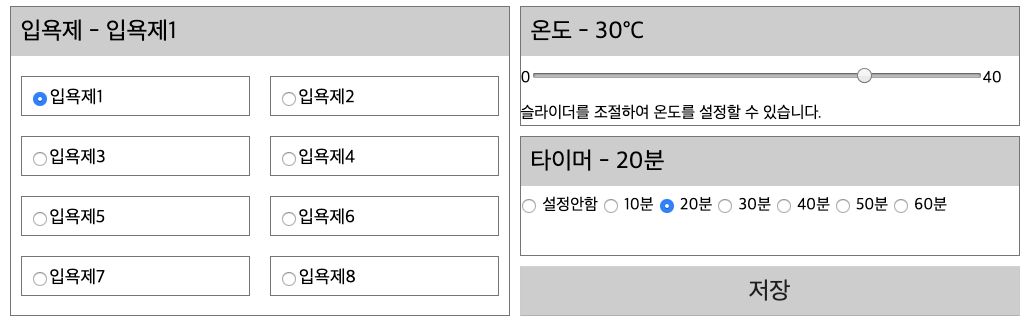 입욕제 - 입욕제1
입욕제1 입욕제2
입욕제3 입욕제4
입욕제5 입욕제6
입욕제7 입욕제8
온도 - 30℃
0 40
슬라이더를 조절하여 온도를 설정할 수 있습니다.
타이머 - 20분
설정안함 10분 20분 30분 40분 50분 60분
저장